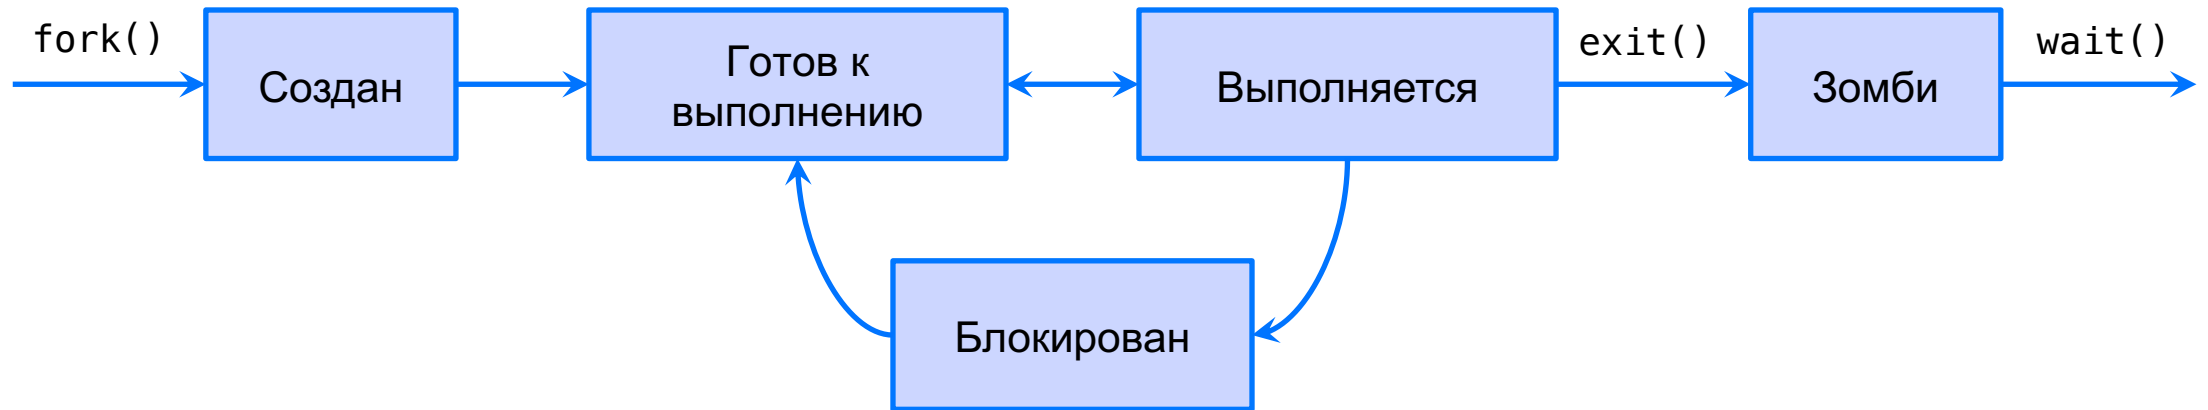 fork()
Создан
Готов к
выполнению
Выполняется
exit()
Зомби
wait()
Блокирован